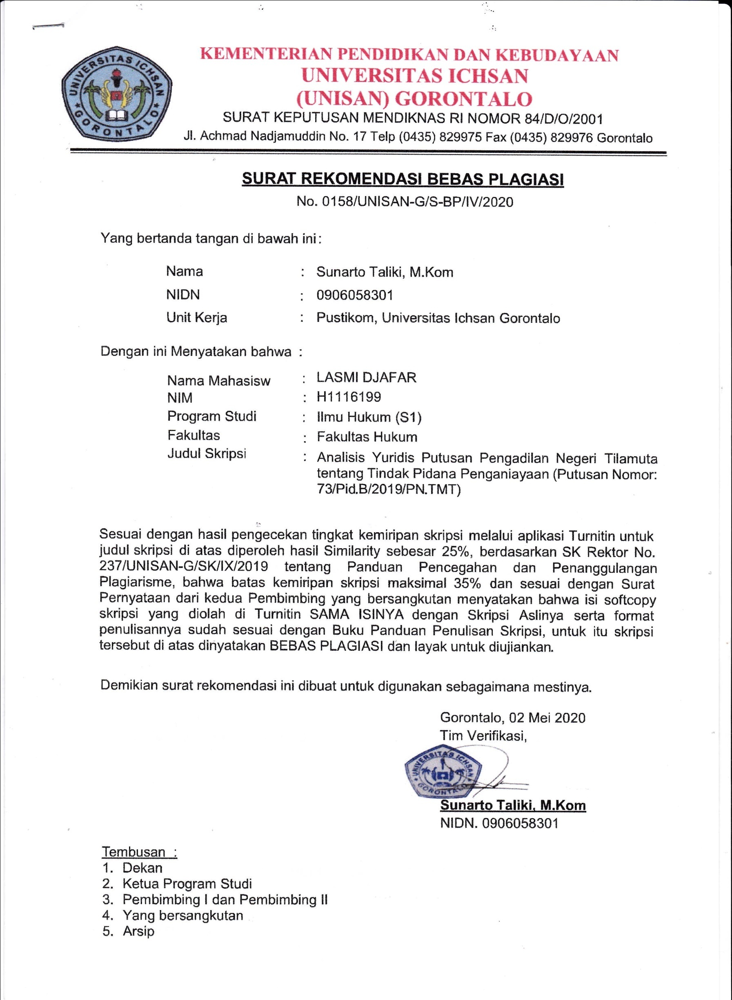 UNIVERSITAS ICHSAN
GORONTALO
KEMENTERIAN PENDIDIKAN DAN KEBUDAYAAN
UNIVERSITAS ICHSAN
(UNISAN) GORONTALO
SURAT KEPUTUSAN MENDIKNAS RI NOMOR 84/D/O/2001
Jl. Achmad Nadjamuddin No. 17 Telp (0435) 829975 Fax (0435) 829976 Gorontalo
SURAT REKOMENDASI BEBAS PLAGIASI
No. 0158/UNISAN-G/S-BP/IV/2020
Yang bertanda tangan di bawah ini :
Nama : Sunarto Taliki, M.Kom
NIDN : 0906058301
Unit Kerja : Pustikom, Universitas Ichsan Gorontalo
Dengan ini Menyatakan bahwa :
Nama Mahasisw : LASMI DJAFAR
NIM : H1116199
Program Studi : Ilmu Hukum (S1)
Fakultas : Fakultas Hukum
Judul Skripsi : Analisis Yuridis Putusan Pengadilan Negeri Tilamuta
tentang Tindak Pidana Penganiayaan (Putusan Nomor:
73/Pid.B/2019/PN.TMT)
Sesuai dengan hasil pengecekan tingkat kemiripan skripsi melalui aplikasi Turnitin untuk
judul skripsi di atas diperoleh hasil Similarity sebesar 25%, berdasarkan SK Rektor No.
237/UNISAN-G/SK/IX/2019 tentang Panduan Pencegahan dan Penanggulangan
Plagiarisme, bahwa batas kemiripan skripsi maksimal 35% dan sesuai dengan Surat
Pernyataan dari kedua Pembimbing yang bersangkutan menyatakan bahwa isi softcopy
skripsi yang diolah di Turnitin SAMA ISINYA dengan Skripsi Aslinya serta format
penulisannya sudah sesuai dengan Buku Panduan Penulisan Skripsi, untuk itu skripsi
tersebut di atas dinyatakan BEBAS PLAGIASI dan layak untuk diujiankan.
Demikian surat rekomendasi ini dibuat untuk digunakan sebagaimana mestinya.
Gorontalo, 02 Mei 2020
Tim Verifikasi,
UNIVERSITAS ICHSAN
GORONTALO
Sunarto Taliki, M.Kom
NIDN. 0906058301
Tembusan :
1. Dekan
2. Ketua Program Studi
3. Pembimbing I dan Pembimbing II
4. Yang bersangkutan
5. Arsip